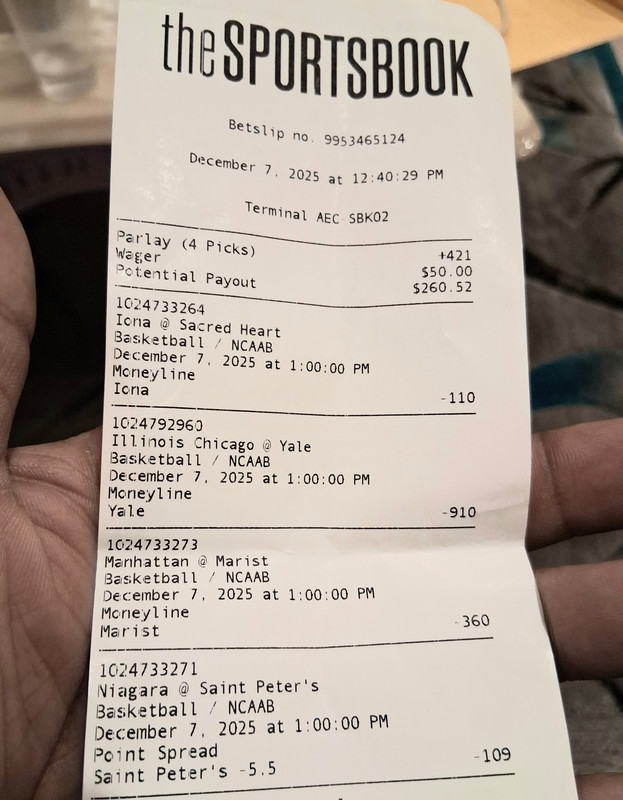 theSPORTSBOOK
Betslip no. 9953465124
December 7, 2025 at 12:40:29 PM
Terminal AEC SBK02
Parlay (4 Picks) +421
Wager $50.00
Potential Payout $260.52
1024733264
Iona @ Sacred Heart
Basketball / NCAAB
December 7, 2025 at 1:00:00 PM
Moneyline
Iona -110
1024792960
Illinois Chicago @ Yale
Basketball / NCAAB
December 7, 2025 at 1:00:00 PM
Moneyline
Yale -910
1024733273
Manhattan @ Marist
Basketball / NCAAB
December 7, 2025 at 1:00:00 PM
Moneyline
Marist -360
1024733271
Niagara @ Saint Peter's
Basketball / NCAAB
December 7, 2025 at 1:00:00 PM
Point Spread
Saint Peter's -5.5 -109